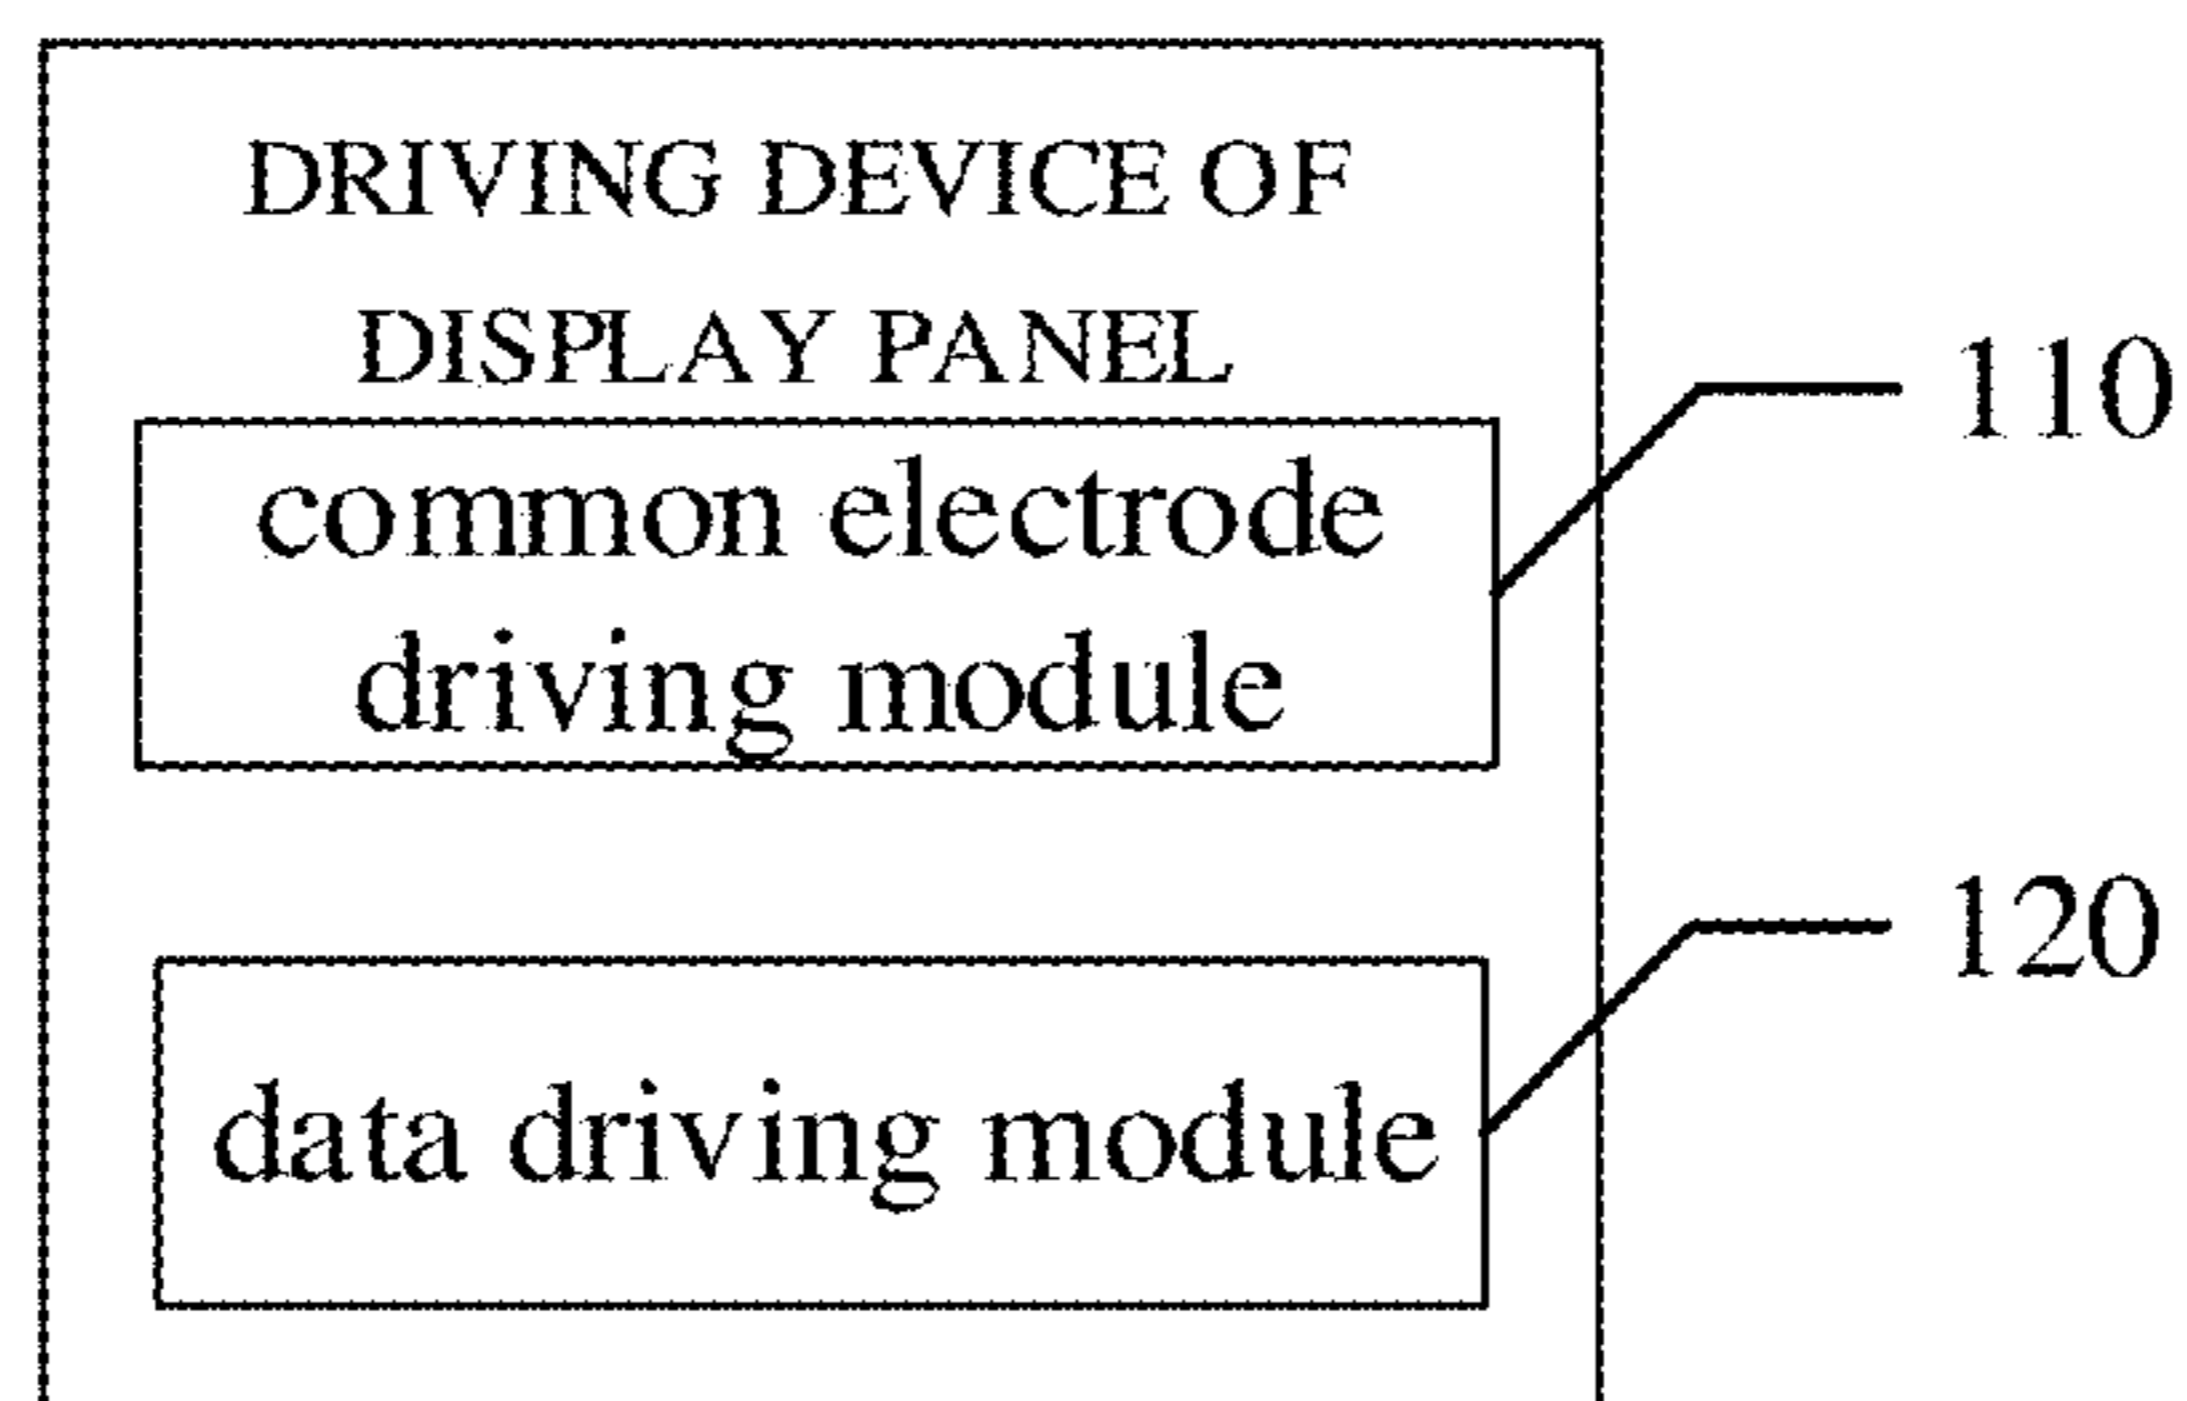 DRIVING DEVICE OF
DISPLAY PANEL
110
common electrode
driving module
120
data driving module